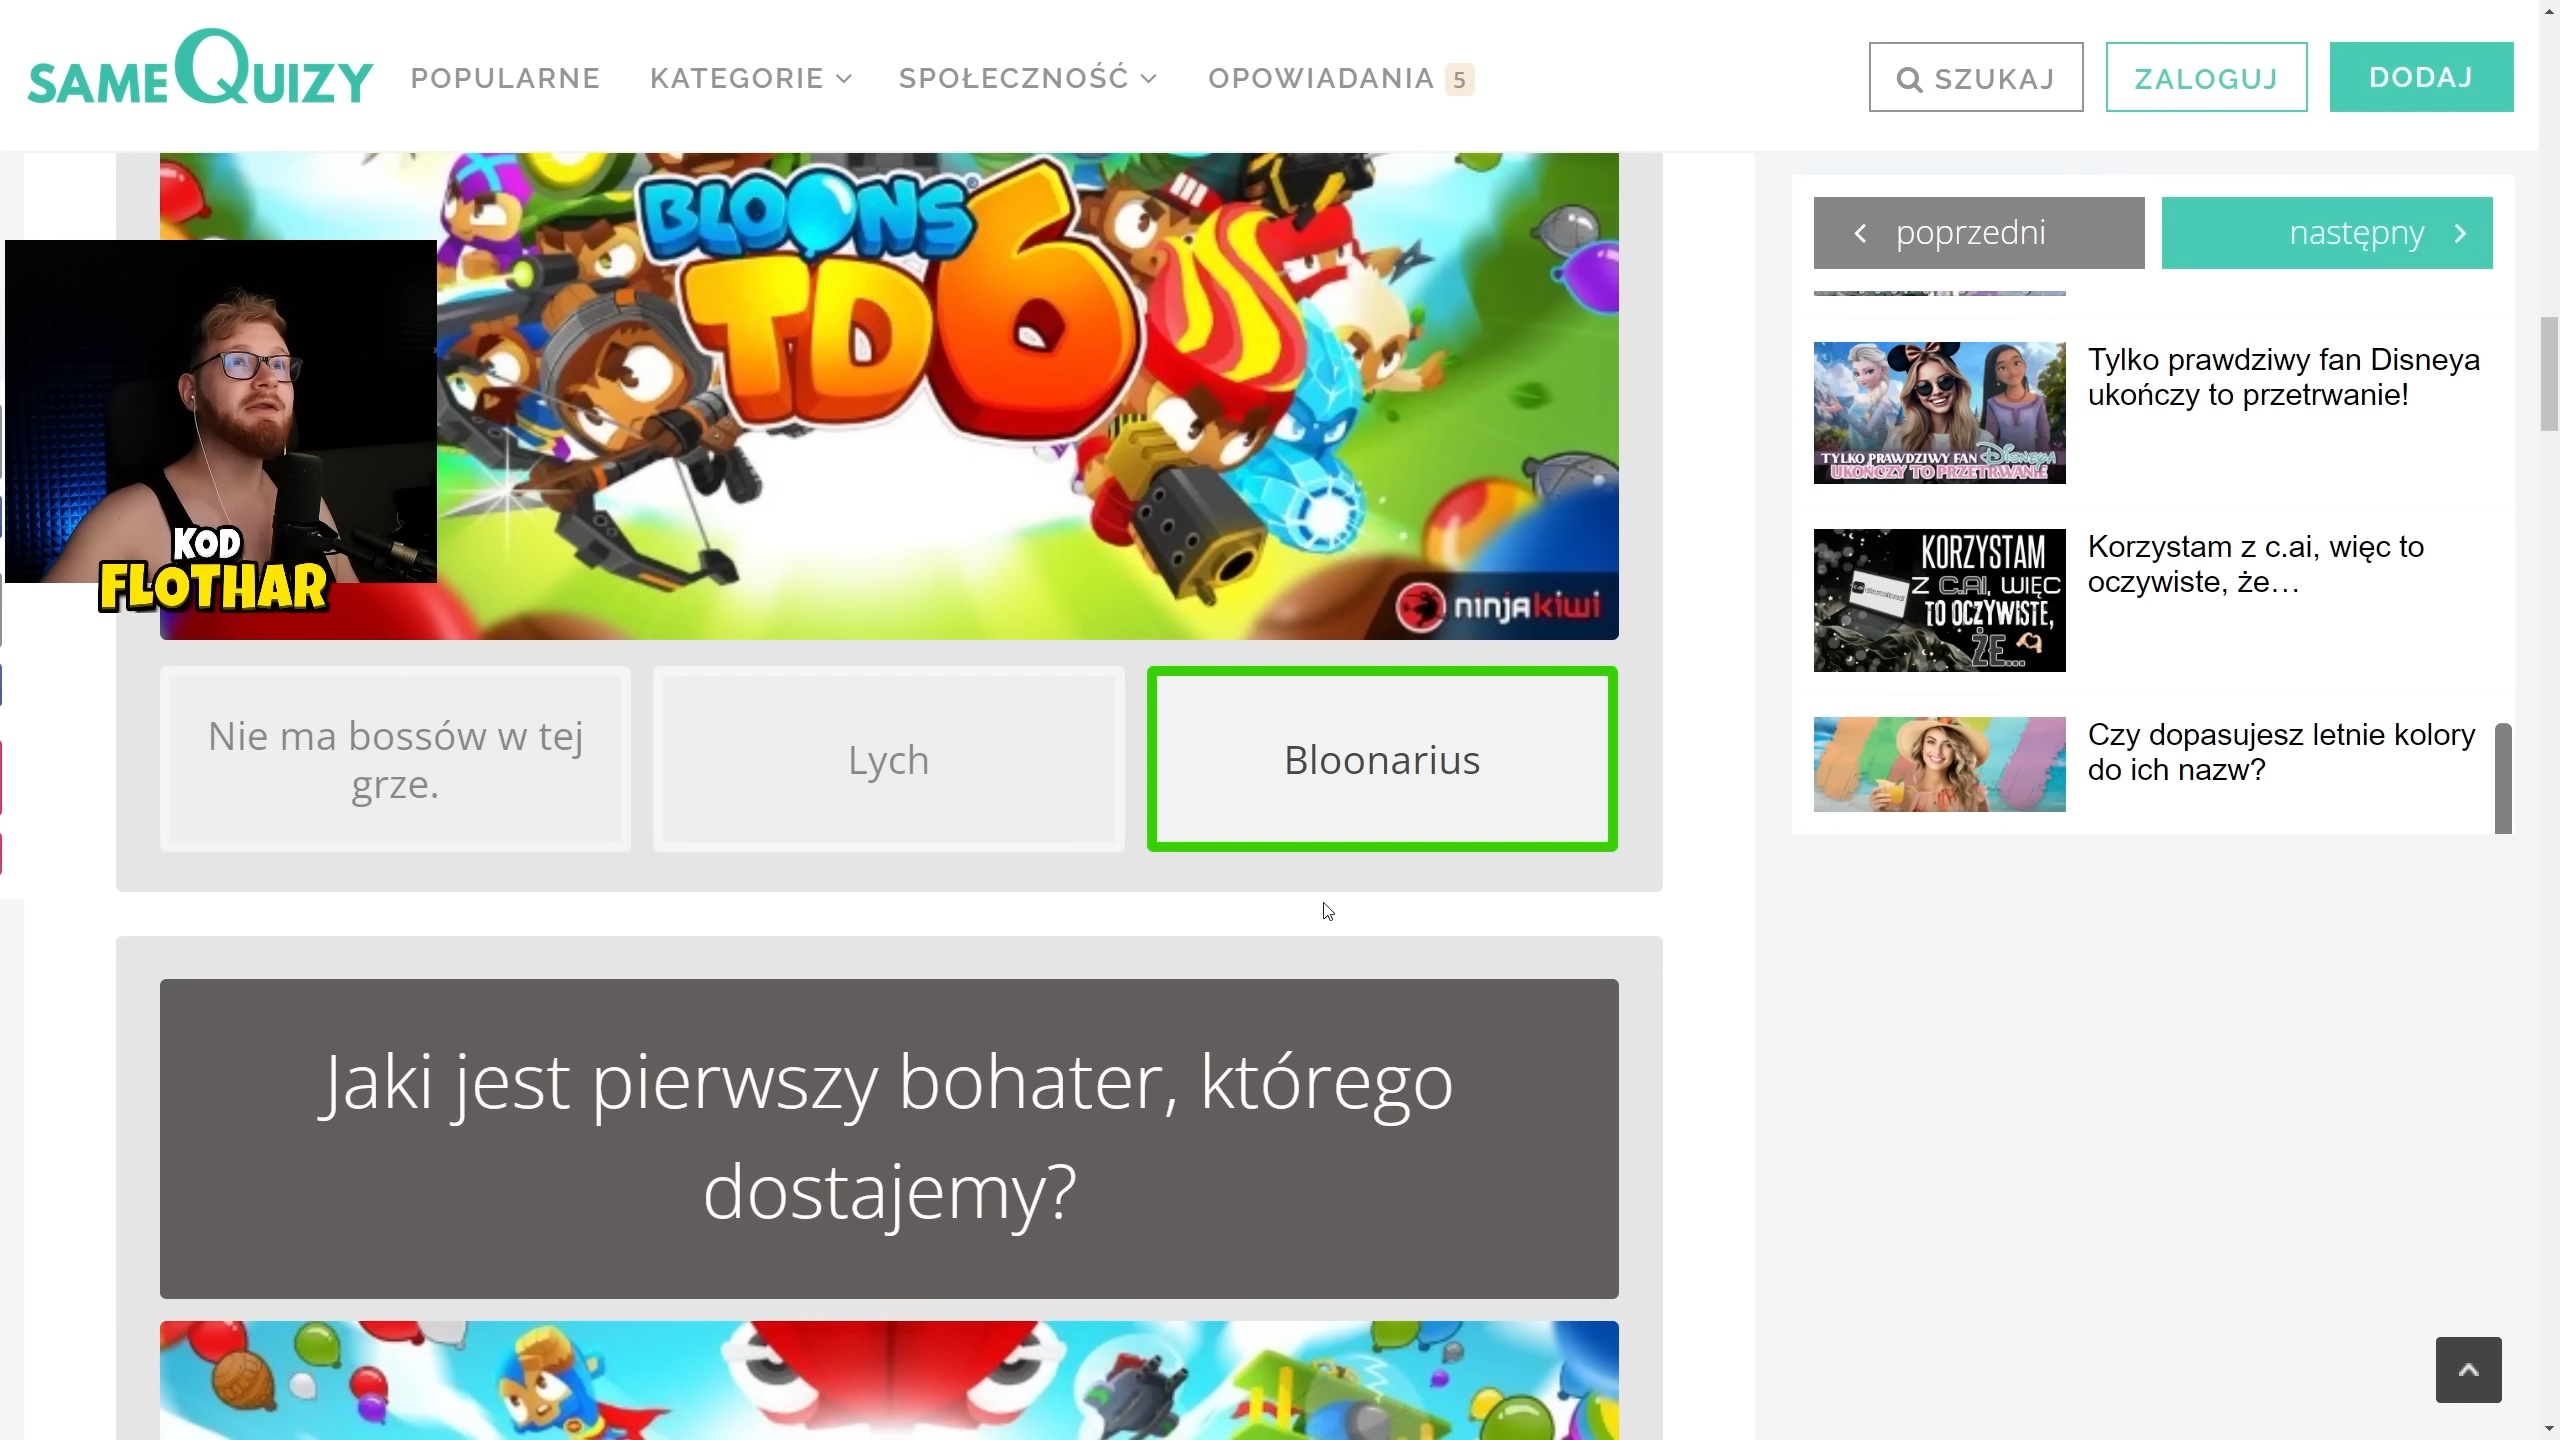 SAMEQUIZY
POPULARNE
KATEGORIE
SPOŁECZNOŚĆ
OPOWIADANIA 5
SZUKAJ
ZALOGUJ
DODAJ
BLOONS
TD6
ninjakiwi
KOD
FLOTHAR
Nie ma bossów w tej
grze.
Lych
Bloonarius
Jaki jest pierwszy bohater, którego
dostajemy?
poprzedni
następny
TYLKO PRAWDZIWY FAN Disneya
UKOŃCZY TO PRZETRWANIE
Tylko prawdziwy fan Disneya
ukończy to przetrwanie!
KORZYSTAM
Z C.AI, WIĘC
TO OCZYWISTE,
ŻE...
Korzystam z c.ai, więc to
oczywiste, że…
Czy dopasujesz letnie kolory
do ich nazw?